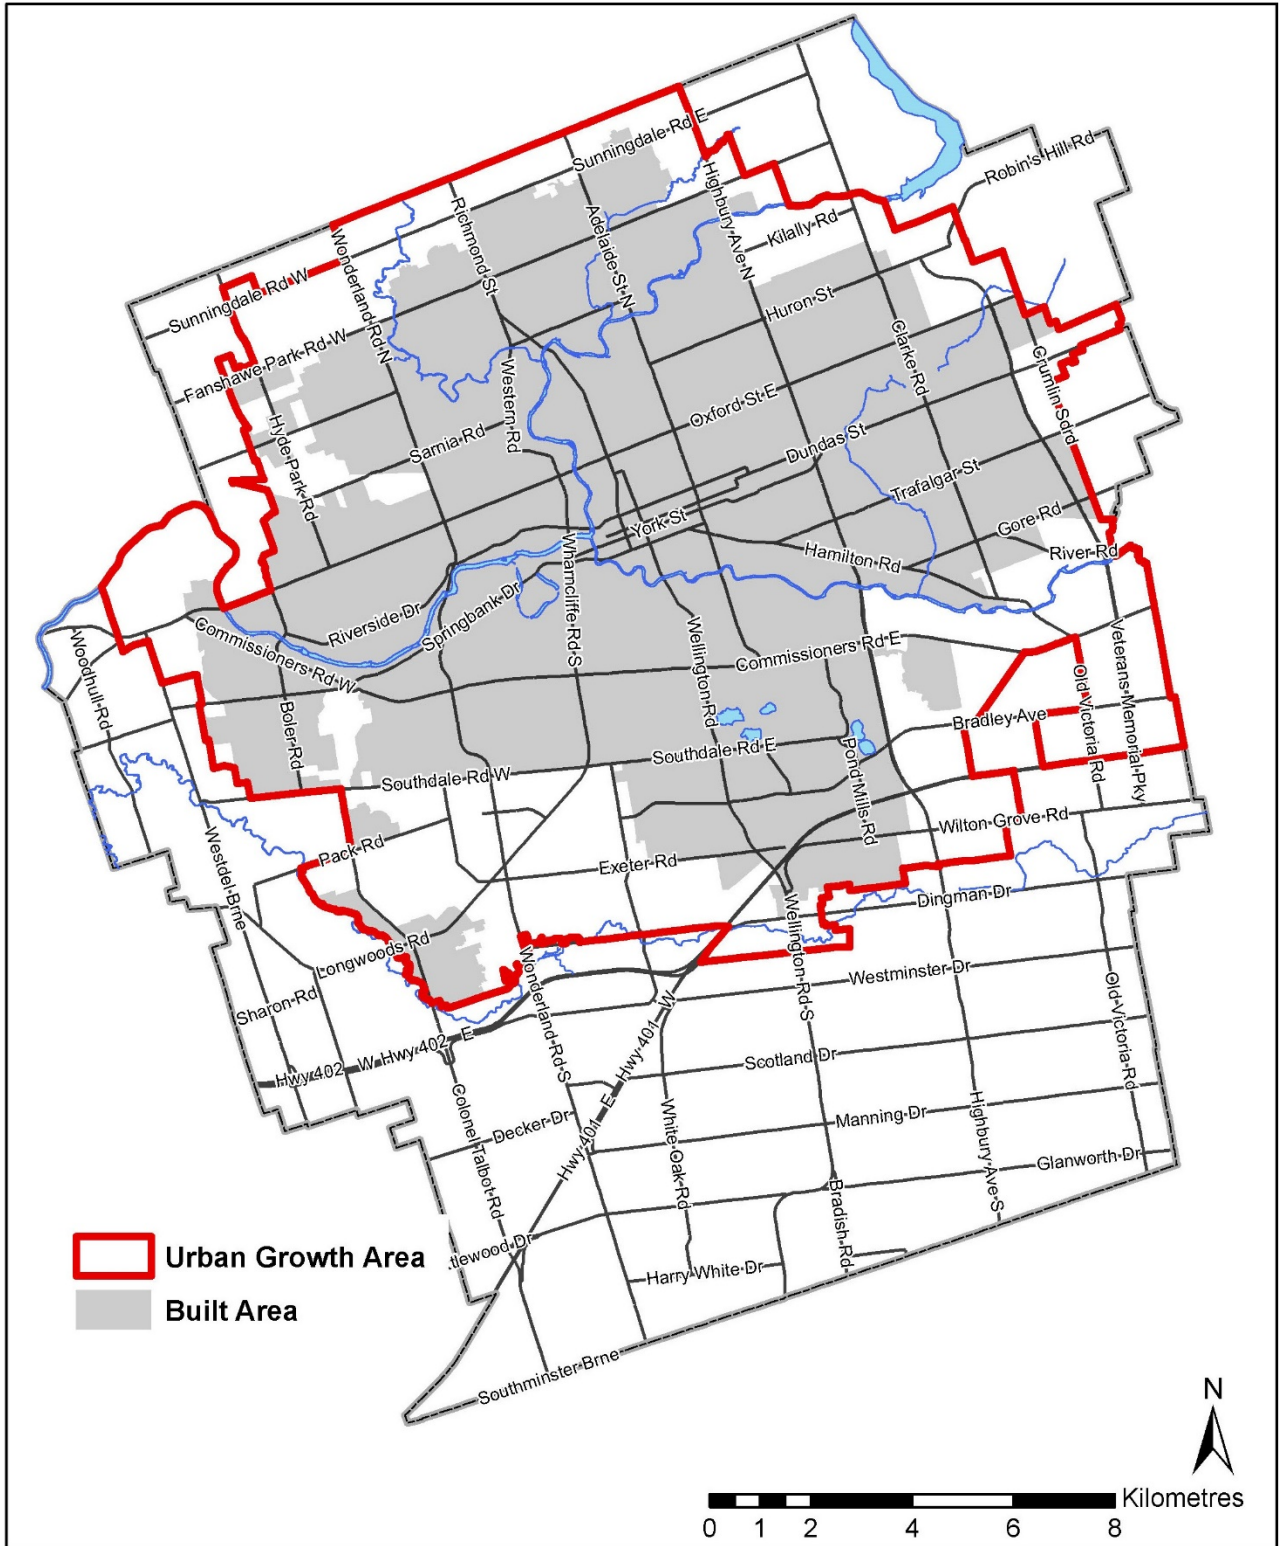 Sunningdale Rd E
Robin's Hill Rd
Highbury Ave N
Richmond St
Adelaide St N
Kilally Rd
Wonderland Rd N
Sunningdale Rd W
Huron St
Clarke Rd
Fanshawe Park Rd W
Crumlin Sdrd
Western Rd
Oxford St E
Hyde Park Rd
Sarnia Rd
Dundas St
Trafalgar St
York St
Gore Rd
Hamilton Rd
River Rd
Wharncliffe Rd S
Riverside Dr
Springbank Dr
Commissioners Rd W
Wellington Rd
Commissioners Rd E
Veterans Memorial Pky
Woodhull Rd
Old Victoria Rd
Boler Rd
Bradley Ave
Southdale Rd E
Pond Mills Rd
Southdale Rd W
Wilton Grove Rd
Westdel Brne
Pack Rd
Exeter Rd
Dingman Dr
Wellington Rd S
Longwoods Rd
Wonderland Rd S
Westminster Dr
Old Victoria Rd
Sharon Rd
Hwy 401 W
Hwy 402 W
Hwy 402 E
Scotland Dr
Colonel Talbot Rd
Hwy 401 E
Decker Dr
White Oak Rd
Manning Dr
Highbury Ave S
Glanworth Dr
Bradish Rd
Urban Growth Area
tlewood Dr
Harry White Dr
Built Area
Southminster Brne
N
Kilometres
0 1 2 4 6 8